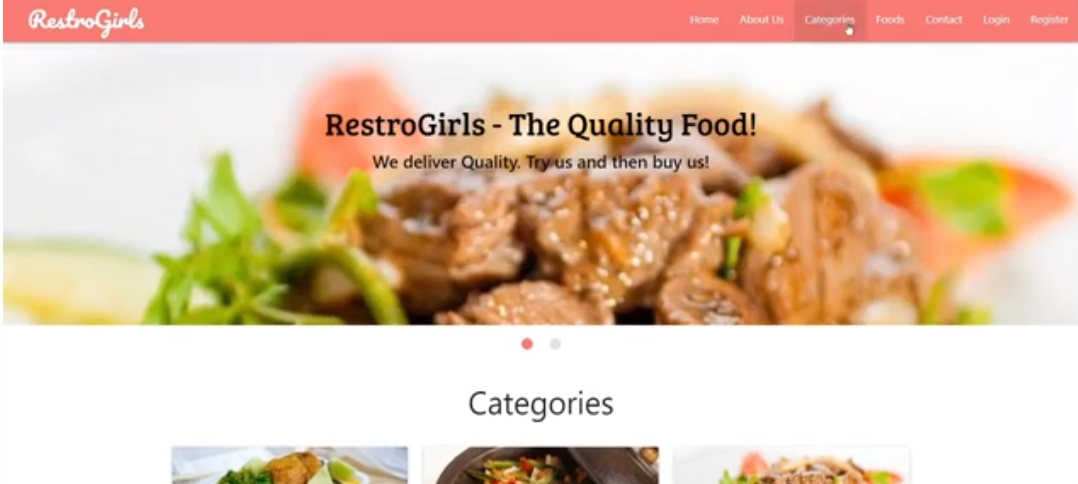 RestroGirls
Home About Us Categories Foods Contact Login Register
RestroGirls - The Quality Food!
We deliver Quality. Try us and then buy us!
Categories